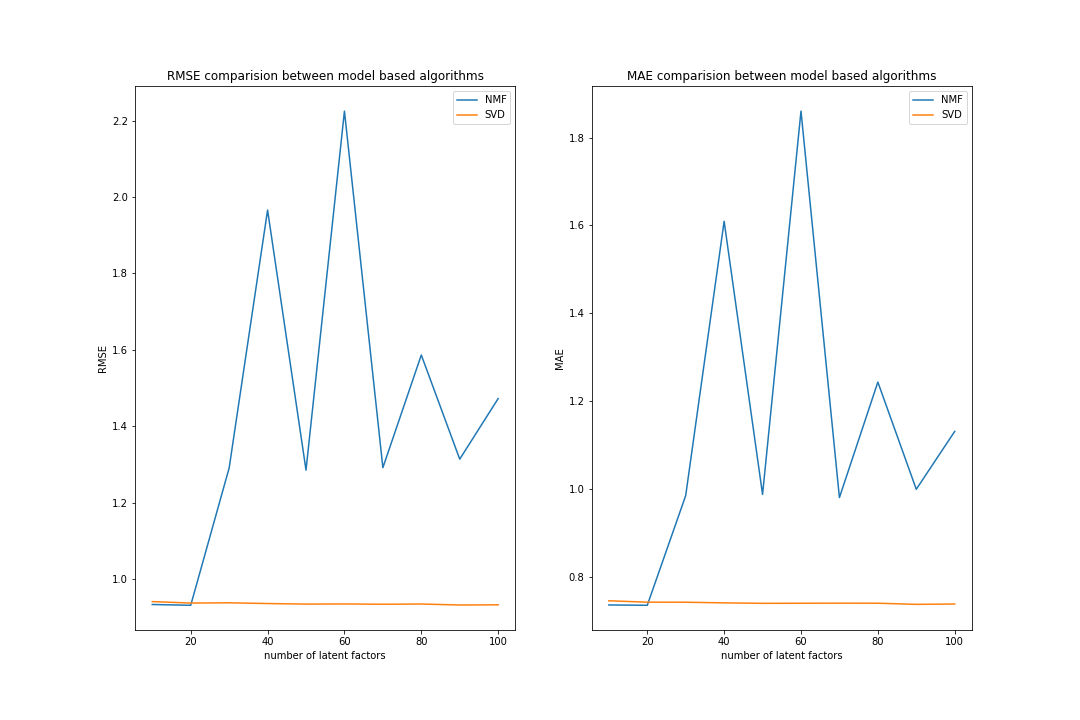 RMSE comparision between model based algorithms
NMF
SVD
2.2
2.0
1.8
1.6
1.4
1.2
1.0
RMSE
20 40 60 80 100
number of latent factors
MAE comparision between model based algorithms
NMF
SVD
1.8
1.6
1.4
1.2
1.0
0.8
MAE
20 40 60 80 100
number of latent factors